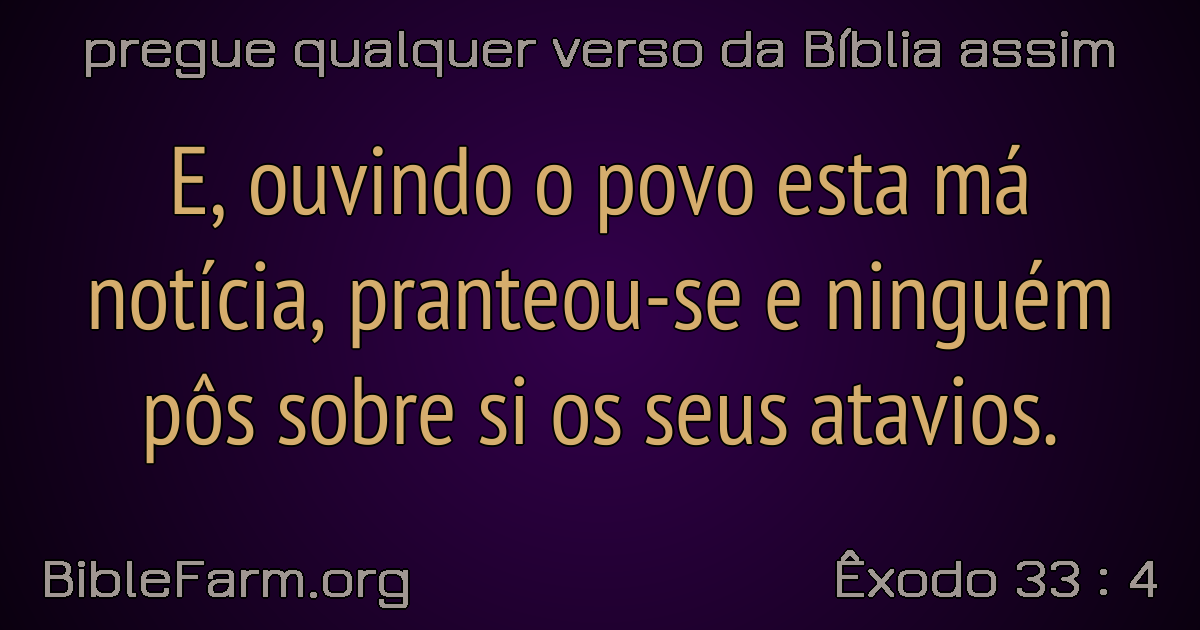 pregue qualquer verso da Bíblia assim
E, ouvindo o povo esta má
notícia, pranteou-se e ninguém
pôs sobre si os seus atavios.
BibleFarm.org
Êxodo 33 : 4